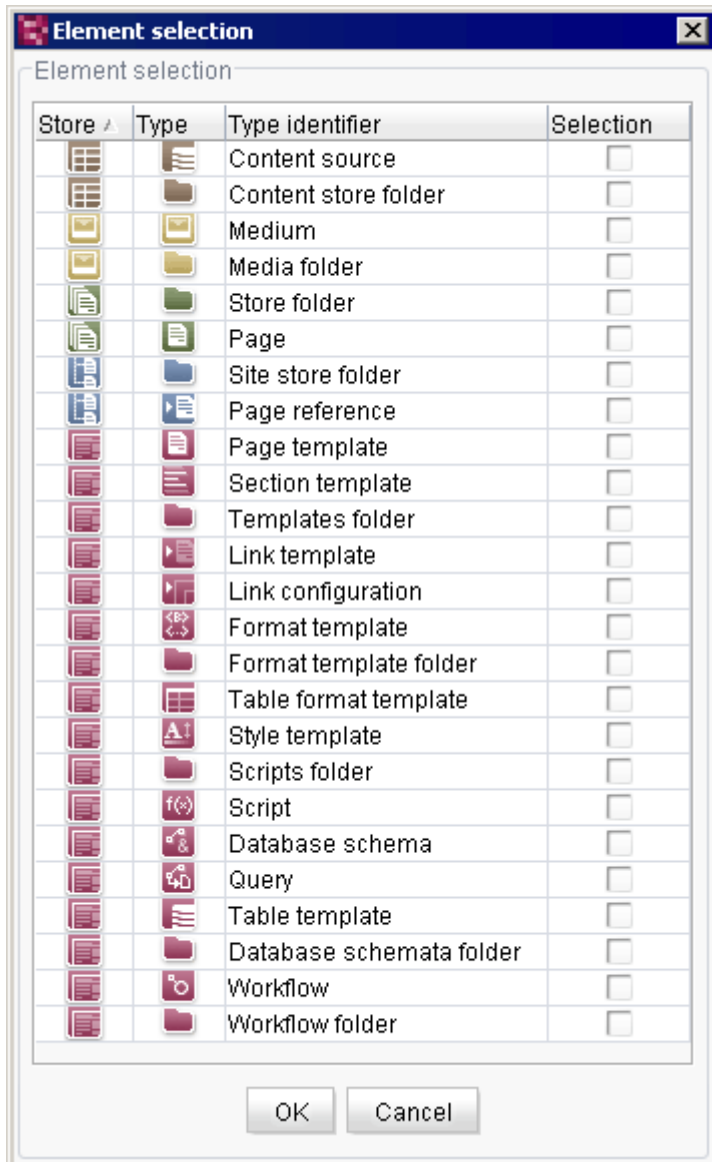 Element selection
Element selection
Store Type Type identifier Selection
Content source
Content store folder
Medium
Media folder
Store folder
Page
Site store folder
Page reference
Page template
Section template
Templates folder
Link template
Link configuration
<B> <..> Format template
Format template folder
Table format template
A Style template
Scripts folder
f(x) Script
& Database schema
Query
Table template
Database schemata folder
Workflow
Workflow folder
OK Cancel